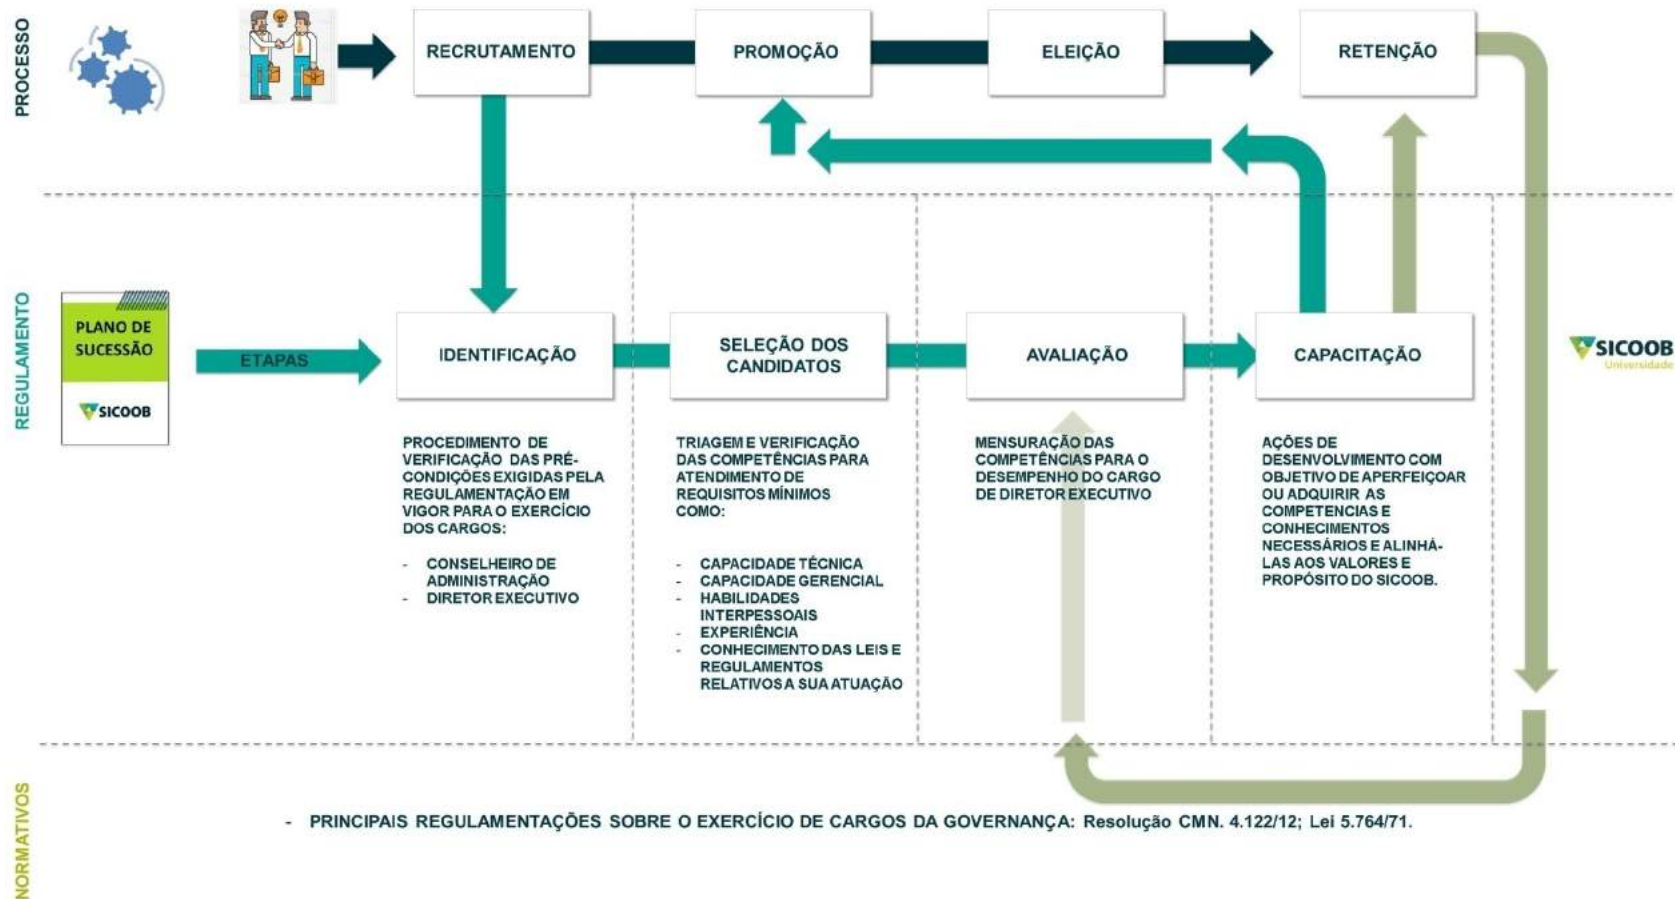 PROCESSO
RECRUTAMENTO
PROMOÇÃO
ELEIÇÃO
RETENÇÃO
REGULAMENTO
PLANO DE
SUCESSÃO
SICOOB
ETAPAS
IDENTIFICAÇÃO
SELEÇÃO DOS
CANDIDATOS
AVALIAÇÃO
CAPACITAÇÃO
SICOOB
Universidade
PROCEDIMENTO DE
VERIFICAÇÃO DAS PRÉ-
CONDIÇÕES EXIGIDAS PELA
REGULAMENTAÇÃO EM
VIGOR PARA O EXERCÍCIO
DOS CARGOS:
- CONSELHEIRO DE
ADMINISTRAÇÃO
- DIRETOR EXECUTIVO
TRIAGEM E VERIFICAÇÃO
DAS COMPETÊNCIAS PARA
ATENDIMENTO DE
REQUISITOS MÍNIMOS
COMO:
- CAPACIDADE TÉCNICA
- CAPACIDADE GERENCIAL
- HABILIDADES
INTERPESSOAIS
- EXPERIÊNCIA
- CONHECIMENTO DAS LEIS E
REGULAMENTOS
RELATIVOS A SUA ATUAÇÃO
MENSURAÇÃO DAS
COMPETÊNCIAS PARA O
DESEMPENHO DO CARGO
DE DIRETOR EXECUTIVO
AÇÕES DE
DESENVOLVIMENTO COM
OBJETIVO DE APERFEIÇOAR
OU ADQUIRIR AS
COMPETENCIAS E
CONHECIMENTOS
NECESSÁRIOS E ALINHÁ-
LAS AOS VALORES E
PROPÓSITO DO SICOOB.
NORMATIVOS
- PRINCIPAIS REGULAMENTAÇÕES SOBRE O EXERCÍCIO DE CARGOS DA GOVERNANÇA: Resolução CMN. 4.122/12; Lei 5.764/71.